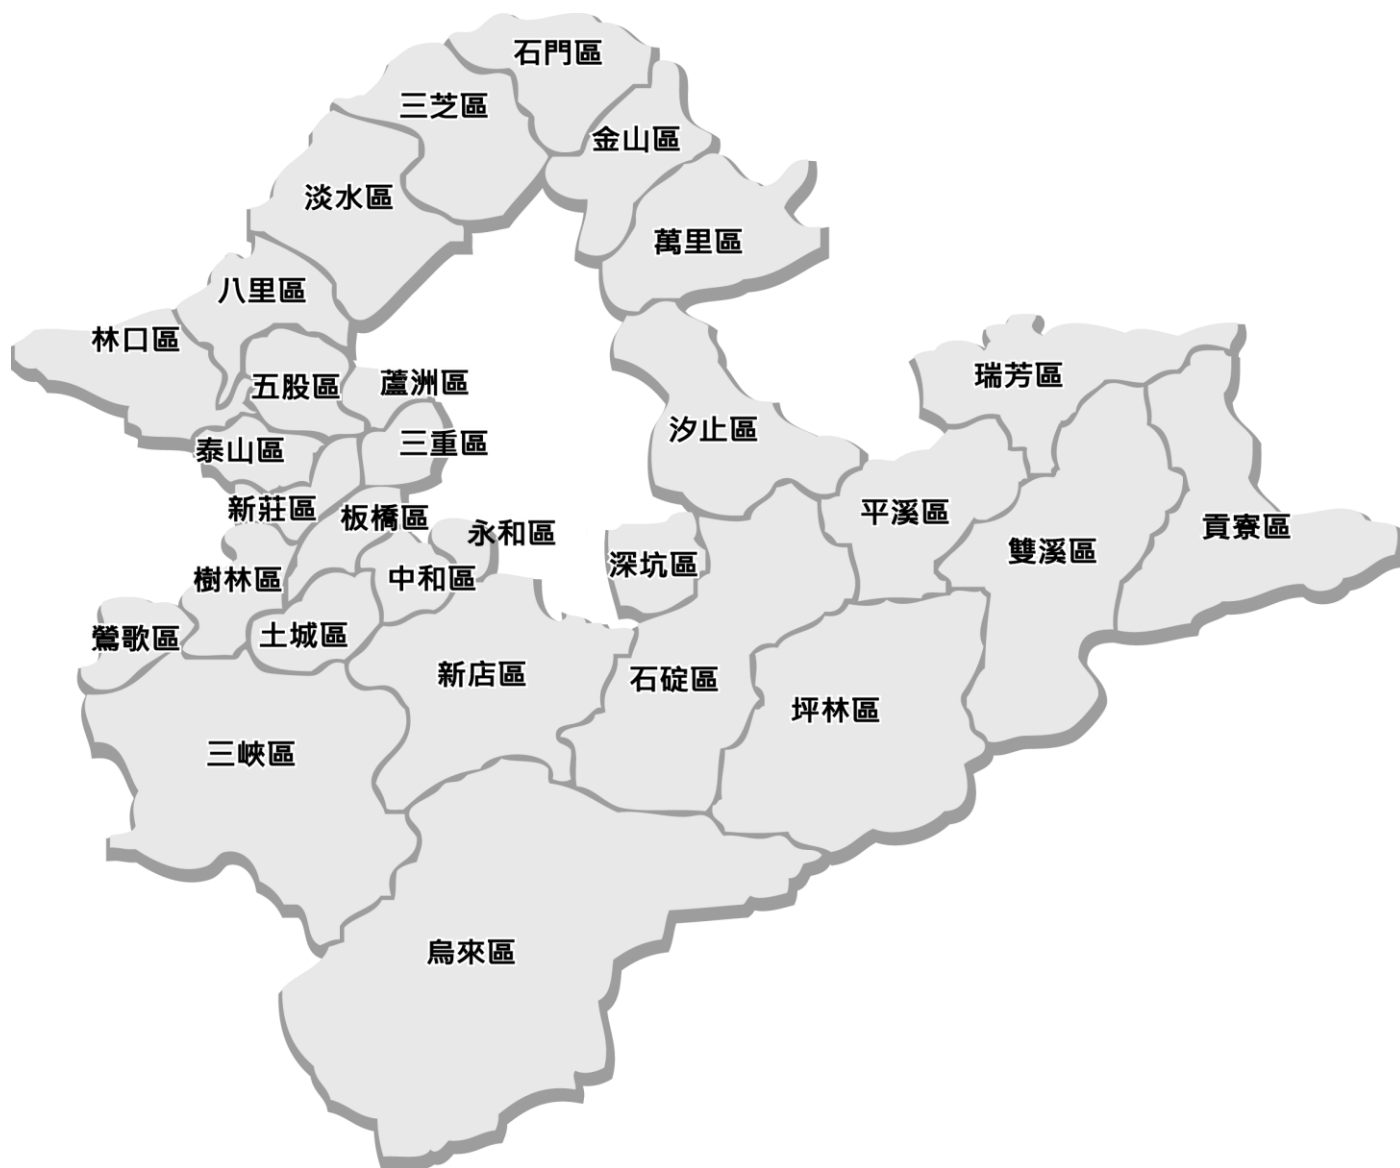 石門區
三芝區
金山區
淡水區
萬里區
八里區
林口區
瑞芳區
五股區
蘆洲區
汐止區
三重區
泰山區
新莊區
板橋區
平溪區
貢寮區
永和區
雙溪區
深坑區
樹林區
中和區
鶯歌區
土城區
新店區
石碇區
坪林區
三峽區
烏來區